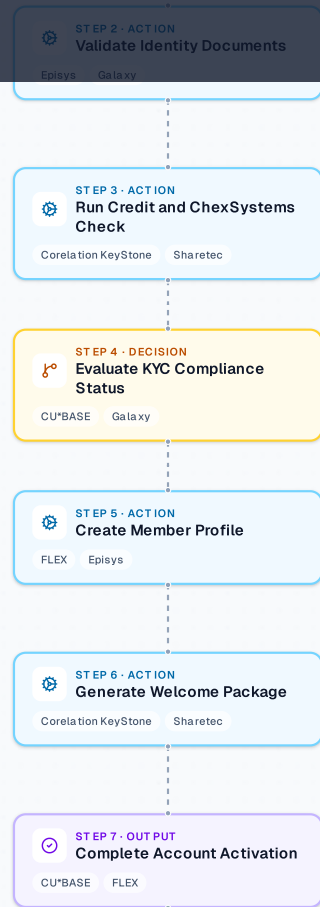 STEP 2 · ACTION
Validate Identity Documents
Episys Galaxy
STEP 3 · ACTION
Run Credit and ChexSystems
Check
Corelation KeyStone Sharetec
STEP 4 · DECISION
Evaluate KYC Compliance
Status
CU*BASE Galaxy
STEP 5 · ACTION
Create Member Profile
FLEX Episys
STEP 6 · ACTION
Generate Welcome Package
Corelation KeyStone Sharetec
STEP 7 · OUTPUT
Complete Account Activation
CU*BASE FLEX